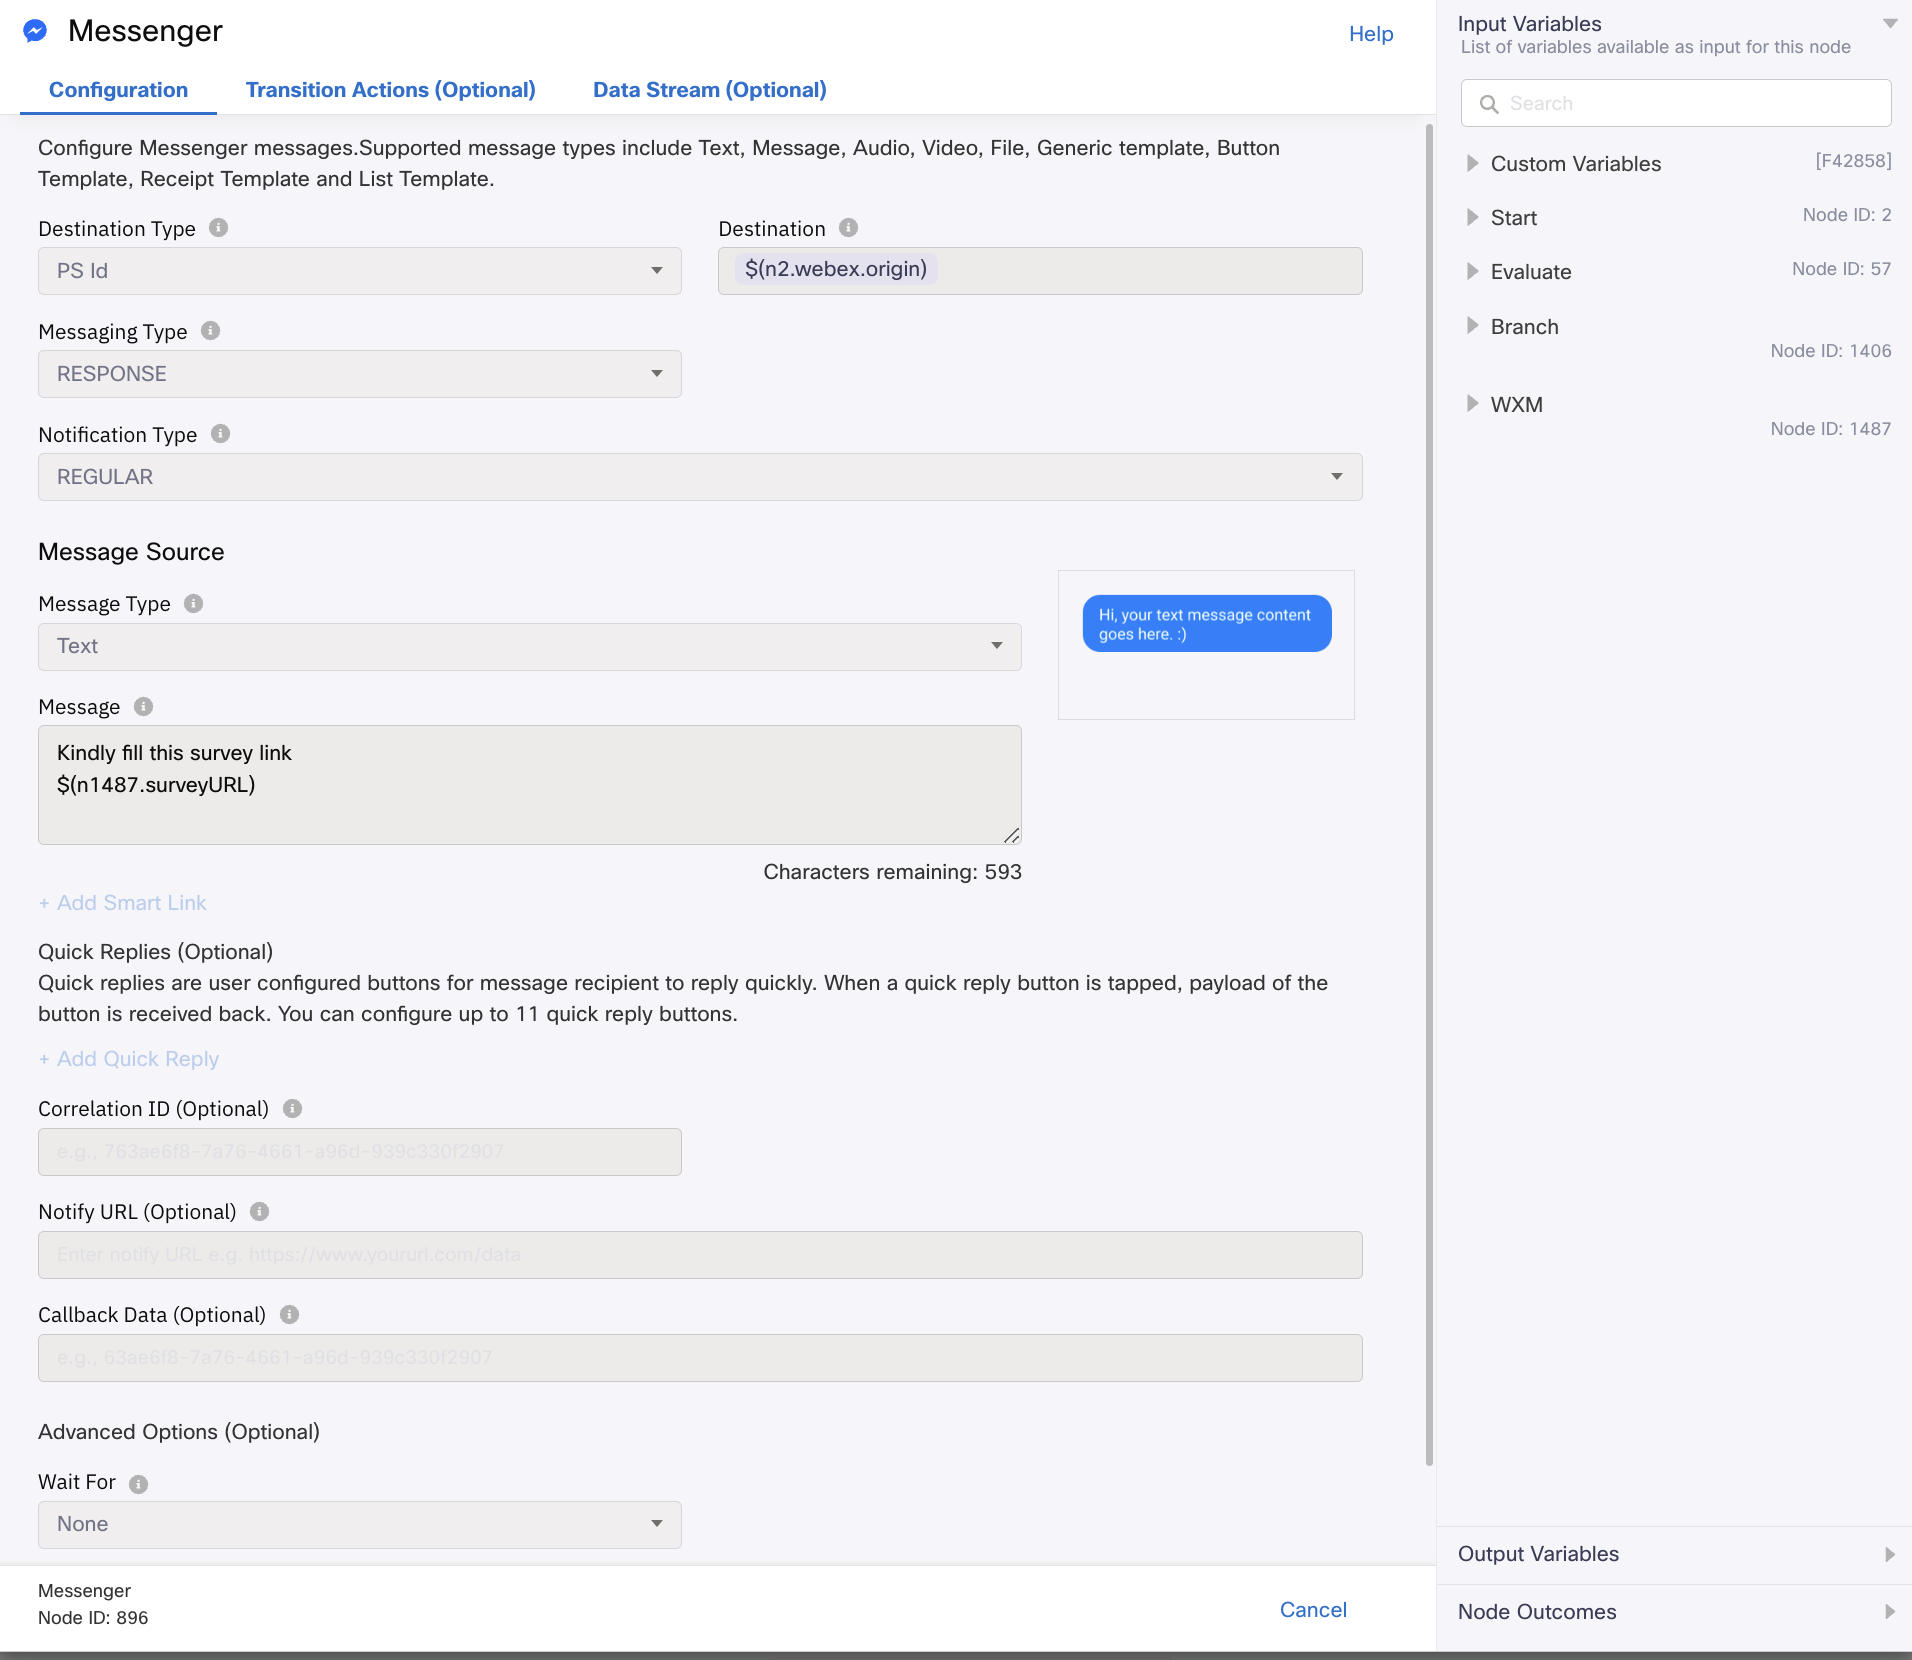 Messenger
Help
Configuration
Transition Actions (Optional)
Data Stream (Optional)
Configure Messenger messages.Supported message types include Text, Message, Audio, Video, File, Generic template, Button
Template, Receipt Template and List Template.
Destination Type
Destination
PS Id
$(n2.webex.origin)
Messaging Type
RESPONSE
Notification Type
REGULAR
Message Source
Message Type
Text
Hi, your text message content
goes here. :)
Message
Kindly fill this survey link
$(n1487.surveyURL)
Characters remaining: 593
+ Add Smart Link
Quick Replies (Optional)
Quick replies are user configured buttons for message recipient to reply quickly. When a quick reply button is tapped, payload of the
button is received back. You can configure up to 11 quick reply buttons.
+ Add Quick Reply
Correlation ID (Optional)
e.g., 763ae6f8-7a76-4661-a96d-939c330f2907
Notify URL (Optional)
Enter notify URL e.g. https://www.yoururl.com/data
Callback Data (Optional)
e.g., 63ae6f8-7a76-4661-a96d-939c330f2907
Advanced Options (Optional)
Wait For
None
Messenger
Node ID: 896
Cancel
Input Variables
List of variables available as input for this node
Search
Custom Variables
[F42858]
Start
Node ID: 2
Evaluate
Node ID: 57
Branch
Node ID: 1406
WXM
Node ID: 1487
Output Variables
Node Outcomes